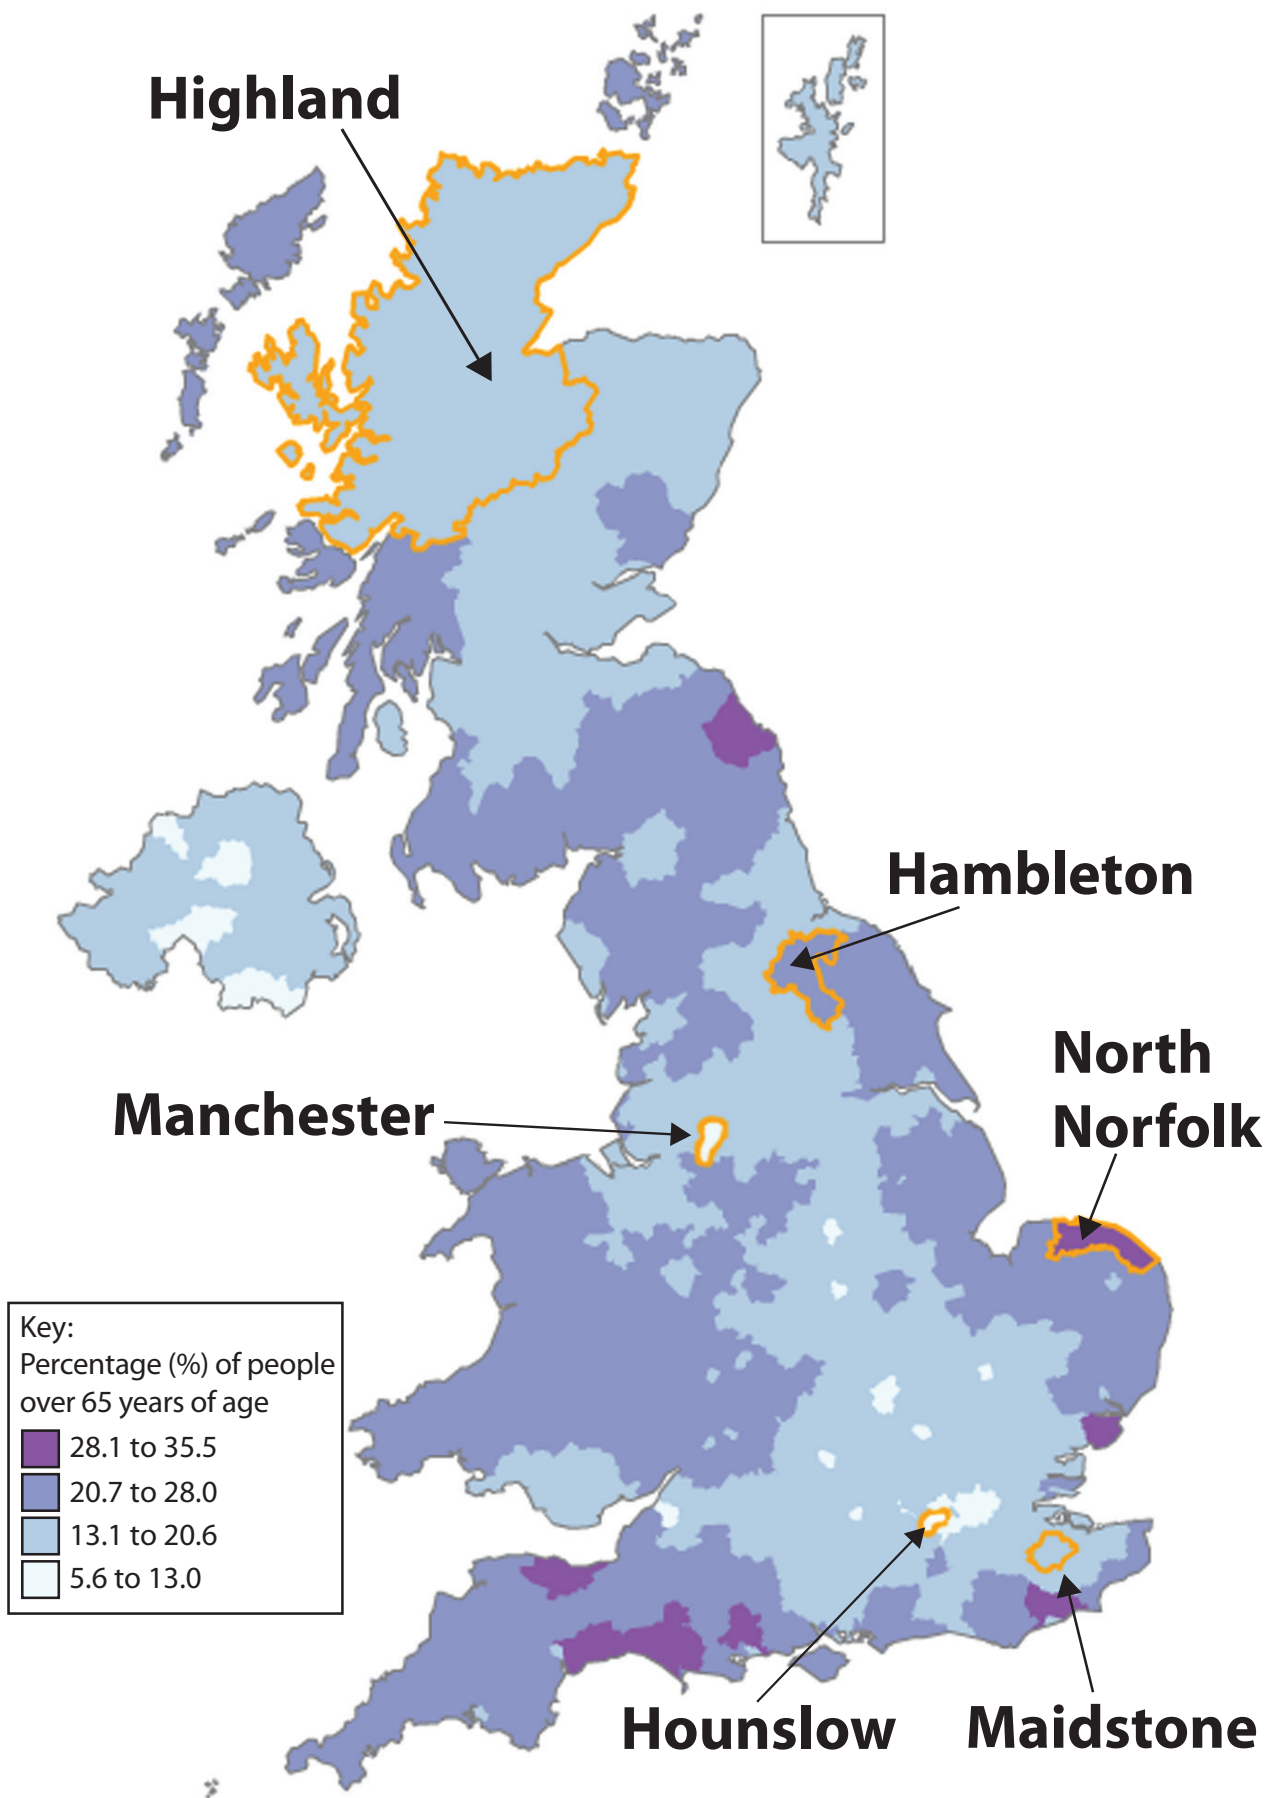 Highland
Hambleton
North
Norfolk
Manchester
Key:
Percentage (%) of people
over 65 years of age
28.1 to 35.5
20.7 to 28.0
13.1 to 20.6
5.6 to 13.0
Hounslow
Maidstone